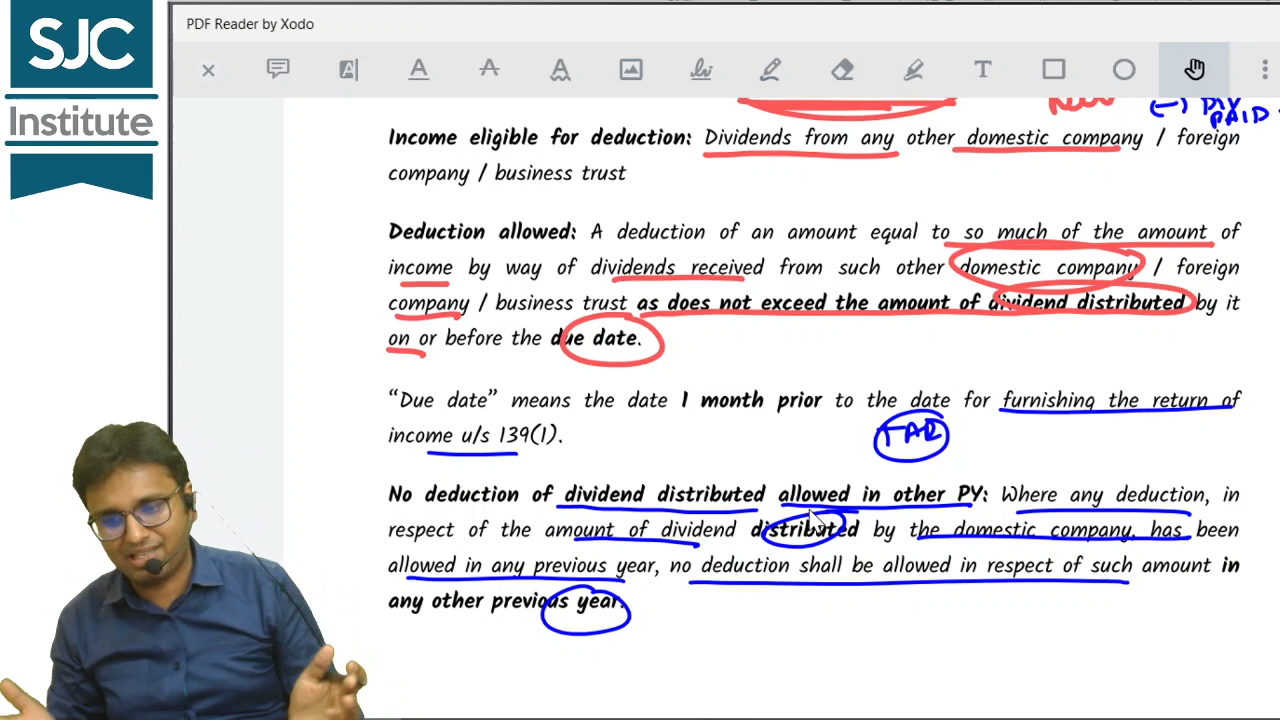 SJC
Institute
PDF Reader by Xodo
(-) DIV
PAID
Income eligible for deduction: Dividends from any other domestic company / foreign
company / business trust
Deduction allowed: A deduction of an amount equal to so much of the amount of
income by way of dividends received from such other domestic company / foreign
company / business trust as does not exceed the amount of dividend distributed by it
on or before the due date.
“Due date” means the date 1 month prior to the date for furnishing the return of
income u/s 139(1).
TAR
No deduction of dividend distributed allowed in other PY: Where any deduction, in
respect of the amount of dividend distributed by the domestic company, has been
allowed in any previous year, no deduction shall be allowed in respect of such amount in
any other previous year.